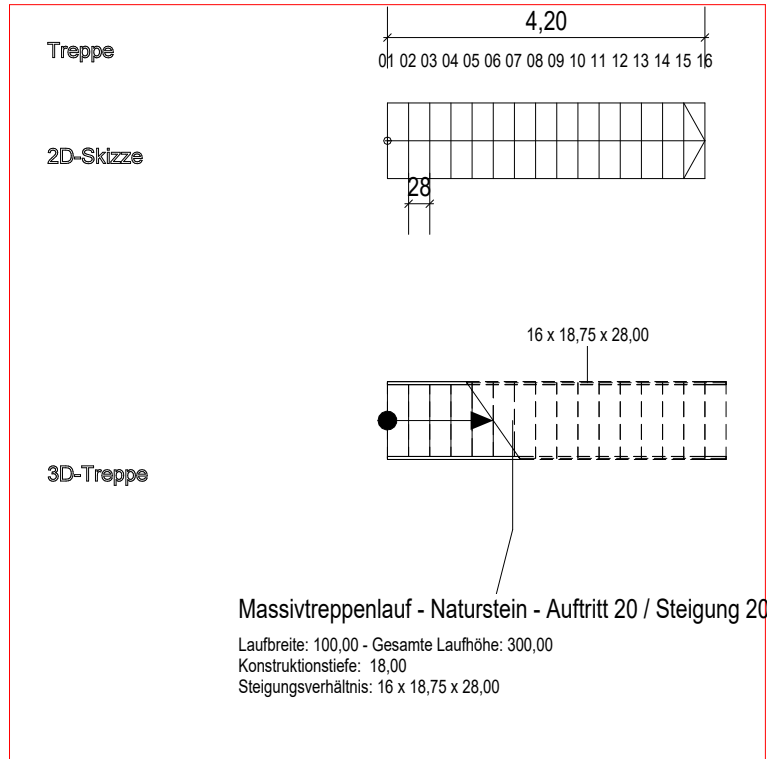 4,20
Treppe
01 02 03 04 05 06 07 08 09 10 11 12 13 14 15 16
2D-Skizze
28
16 x 18,75 x 28,00
3D-Treppe
Massivtreppenlauf - Naturstein - Auftritt 20 / Steigung 20
Laufbreite: 100,00 - Gesamte Laufhöhe: 300,00
Konstruktionstiefe: 18,00
Steigungsverhältnis: 16 x 18,75 x 28,00